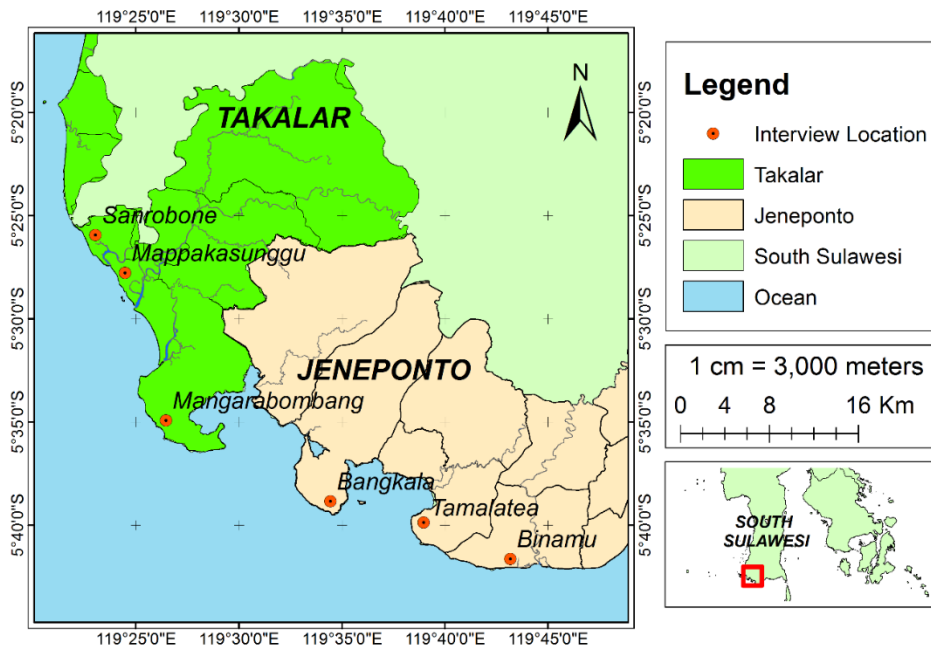 119°25'0"E 119°30'0"E 119°35'0"E 119°40'0"E 119°45'0"E
5°20'0"S
5°25'0"S
5°30'0"S
5°35'0"S
5°40'0"S
TAKALAR
N
Sanrobone
Mappakasunggu
JENEPONTO
Mangarabombang
Bangkala
Tamalatea
Binamu
5°20'0"S
5°25'0"S
5°30'0"S
5°35'0"S
5°40'0"S
119°25'0"E 119°30'0"E 119°35'0"E 119°40'0"E 119°45'0"E
Legend
Interview Location
Takalar
Jeneponto
South Sulawesi
Ocean
1 cm = 3,000 meters
0 4 8 16 Km
SOUTH
SULAWESI